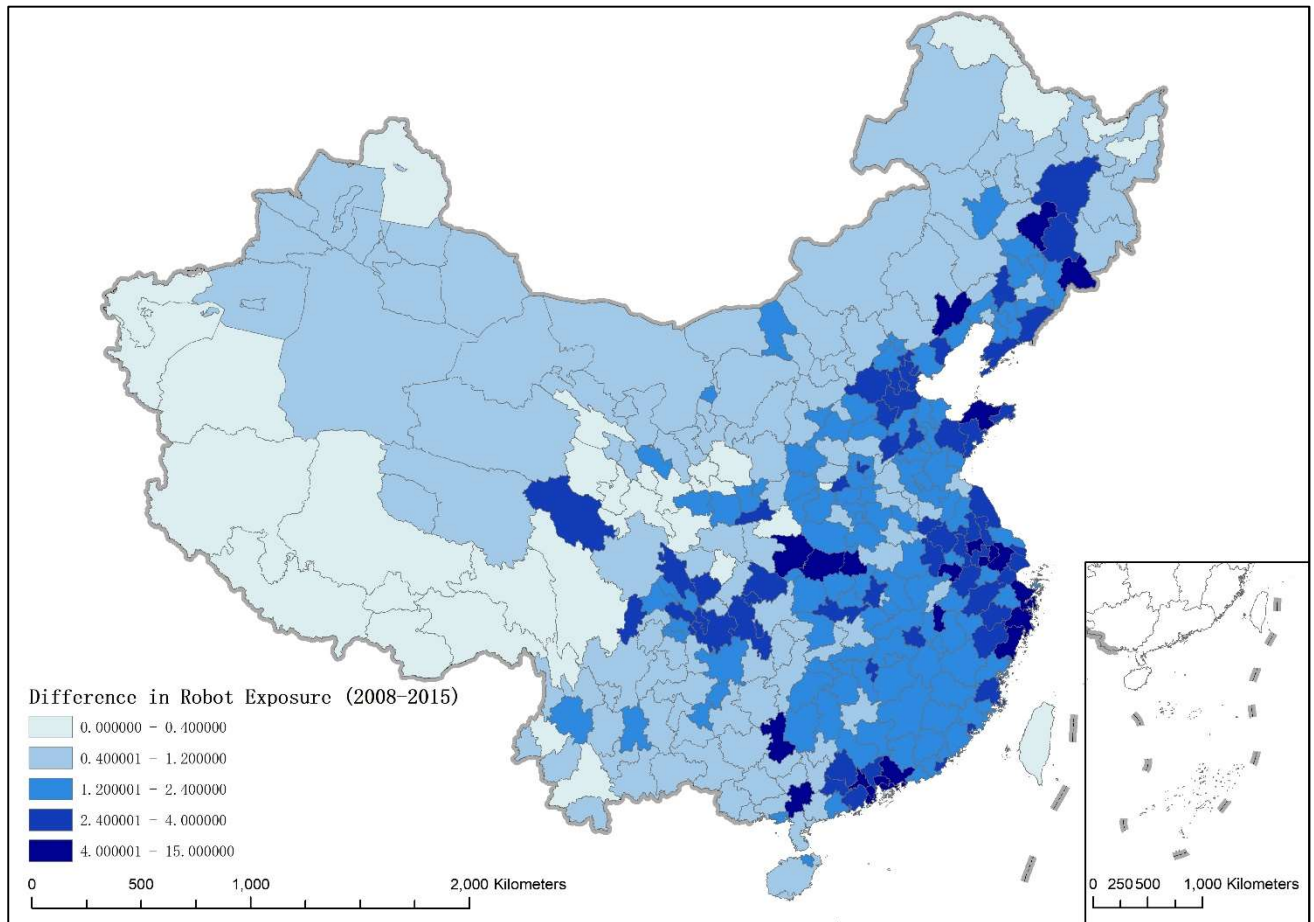 Difference in Robot Exposure (2008-2015)
0.000000 - 0.400000
0.400001 - 1.200000
1.200001 - 2.400000
2.400001 - 4.000000
4.000001 - 15.000000
0 500 1,000 2,000 Kilometers
0 250 500 1,000 Kilometers